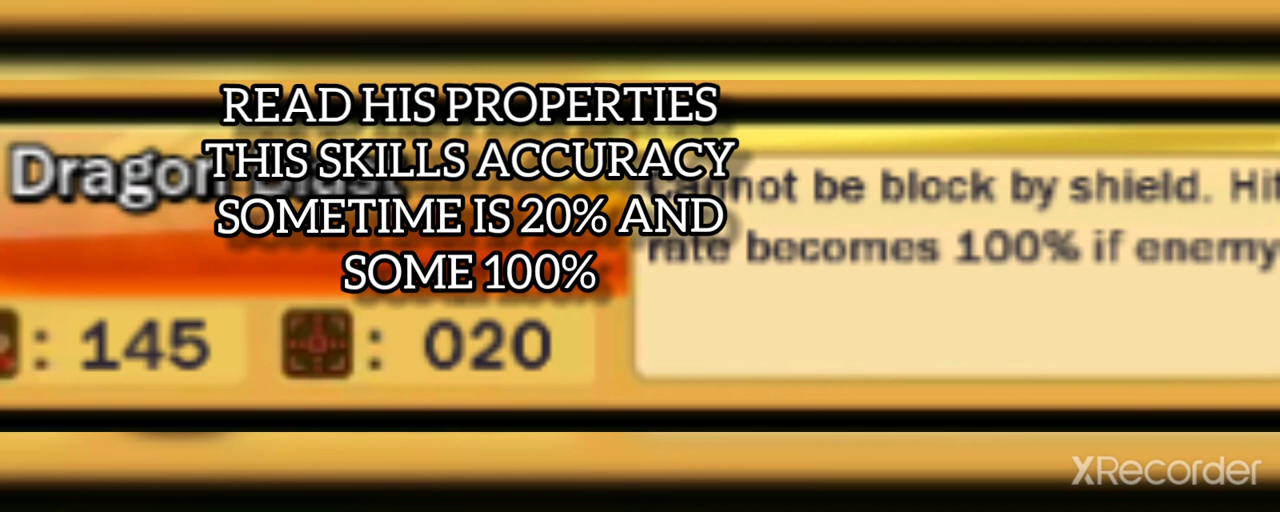 READ HIS PROPERTIES
THIS SKILLS ACCURACY
SOMETIME IS 20% AND
SOME 100%
Dragon
Cannot be block by shield. Hit
rate becomes 100% if enemy
: 145
: 020
XRecorder